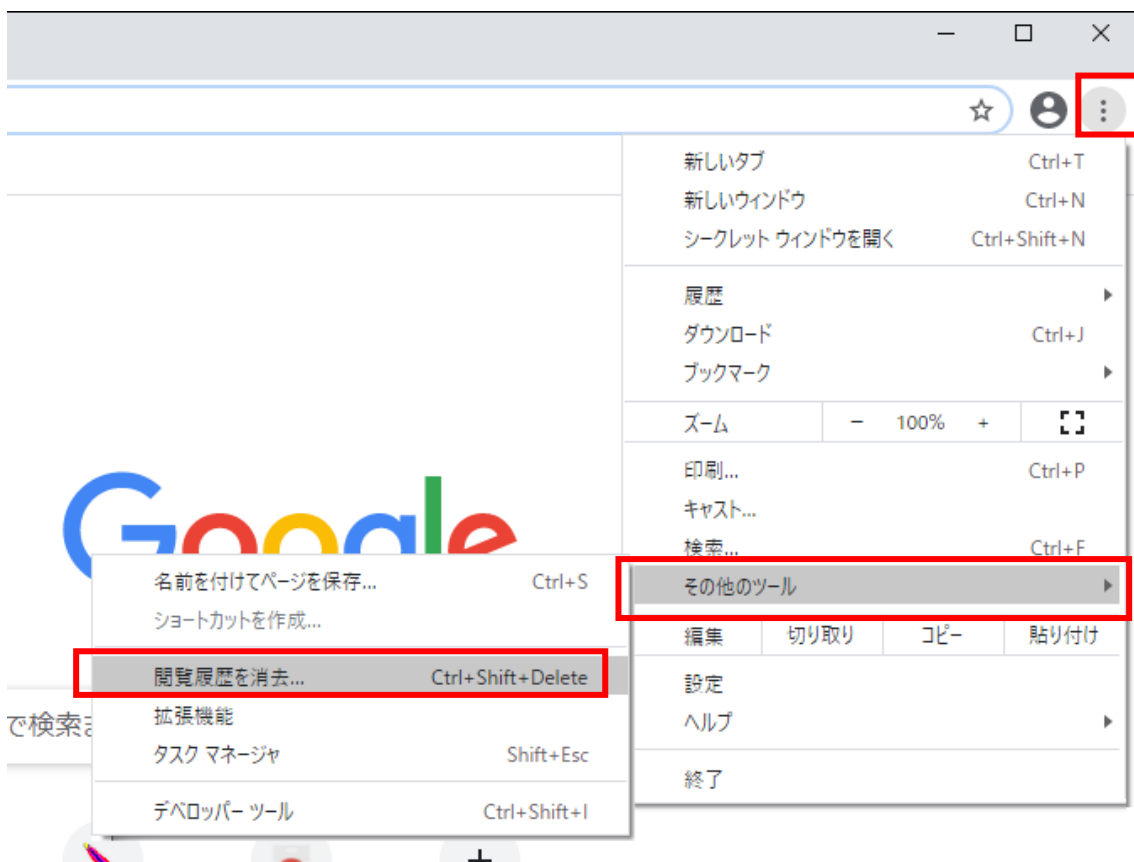 新しいタブ Ctrl+T
新しいウィンドウ Ctrl+N
シークレット ウィンドウを開く Ctrl+Shift+N
履歴
ダウンロード Ctrl+J
ブックマーク
ズーム － 100% +
印刷... Ctrl+P
キャスト...
検索... Ctrl+F
その他のツール
編集 切り取り コピー 貼り付け
設定
ヘルプ
終了
Google
名前を付けてページを保存... Ctrl+S
ショートカットを作成...
閲覧履歴を消去... Ctrl+Shift+Delete
拡張機能
タスク マネージャ Shift+Esc
デベロッパー ツール Ctrl+Shift+I
で検索